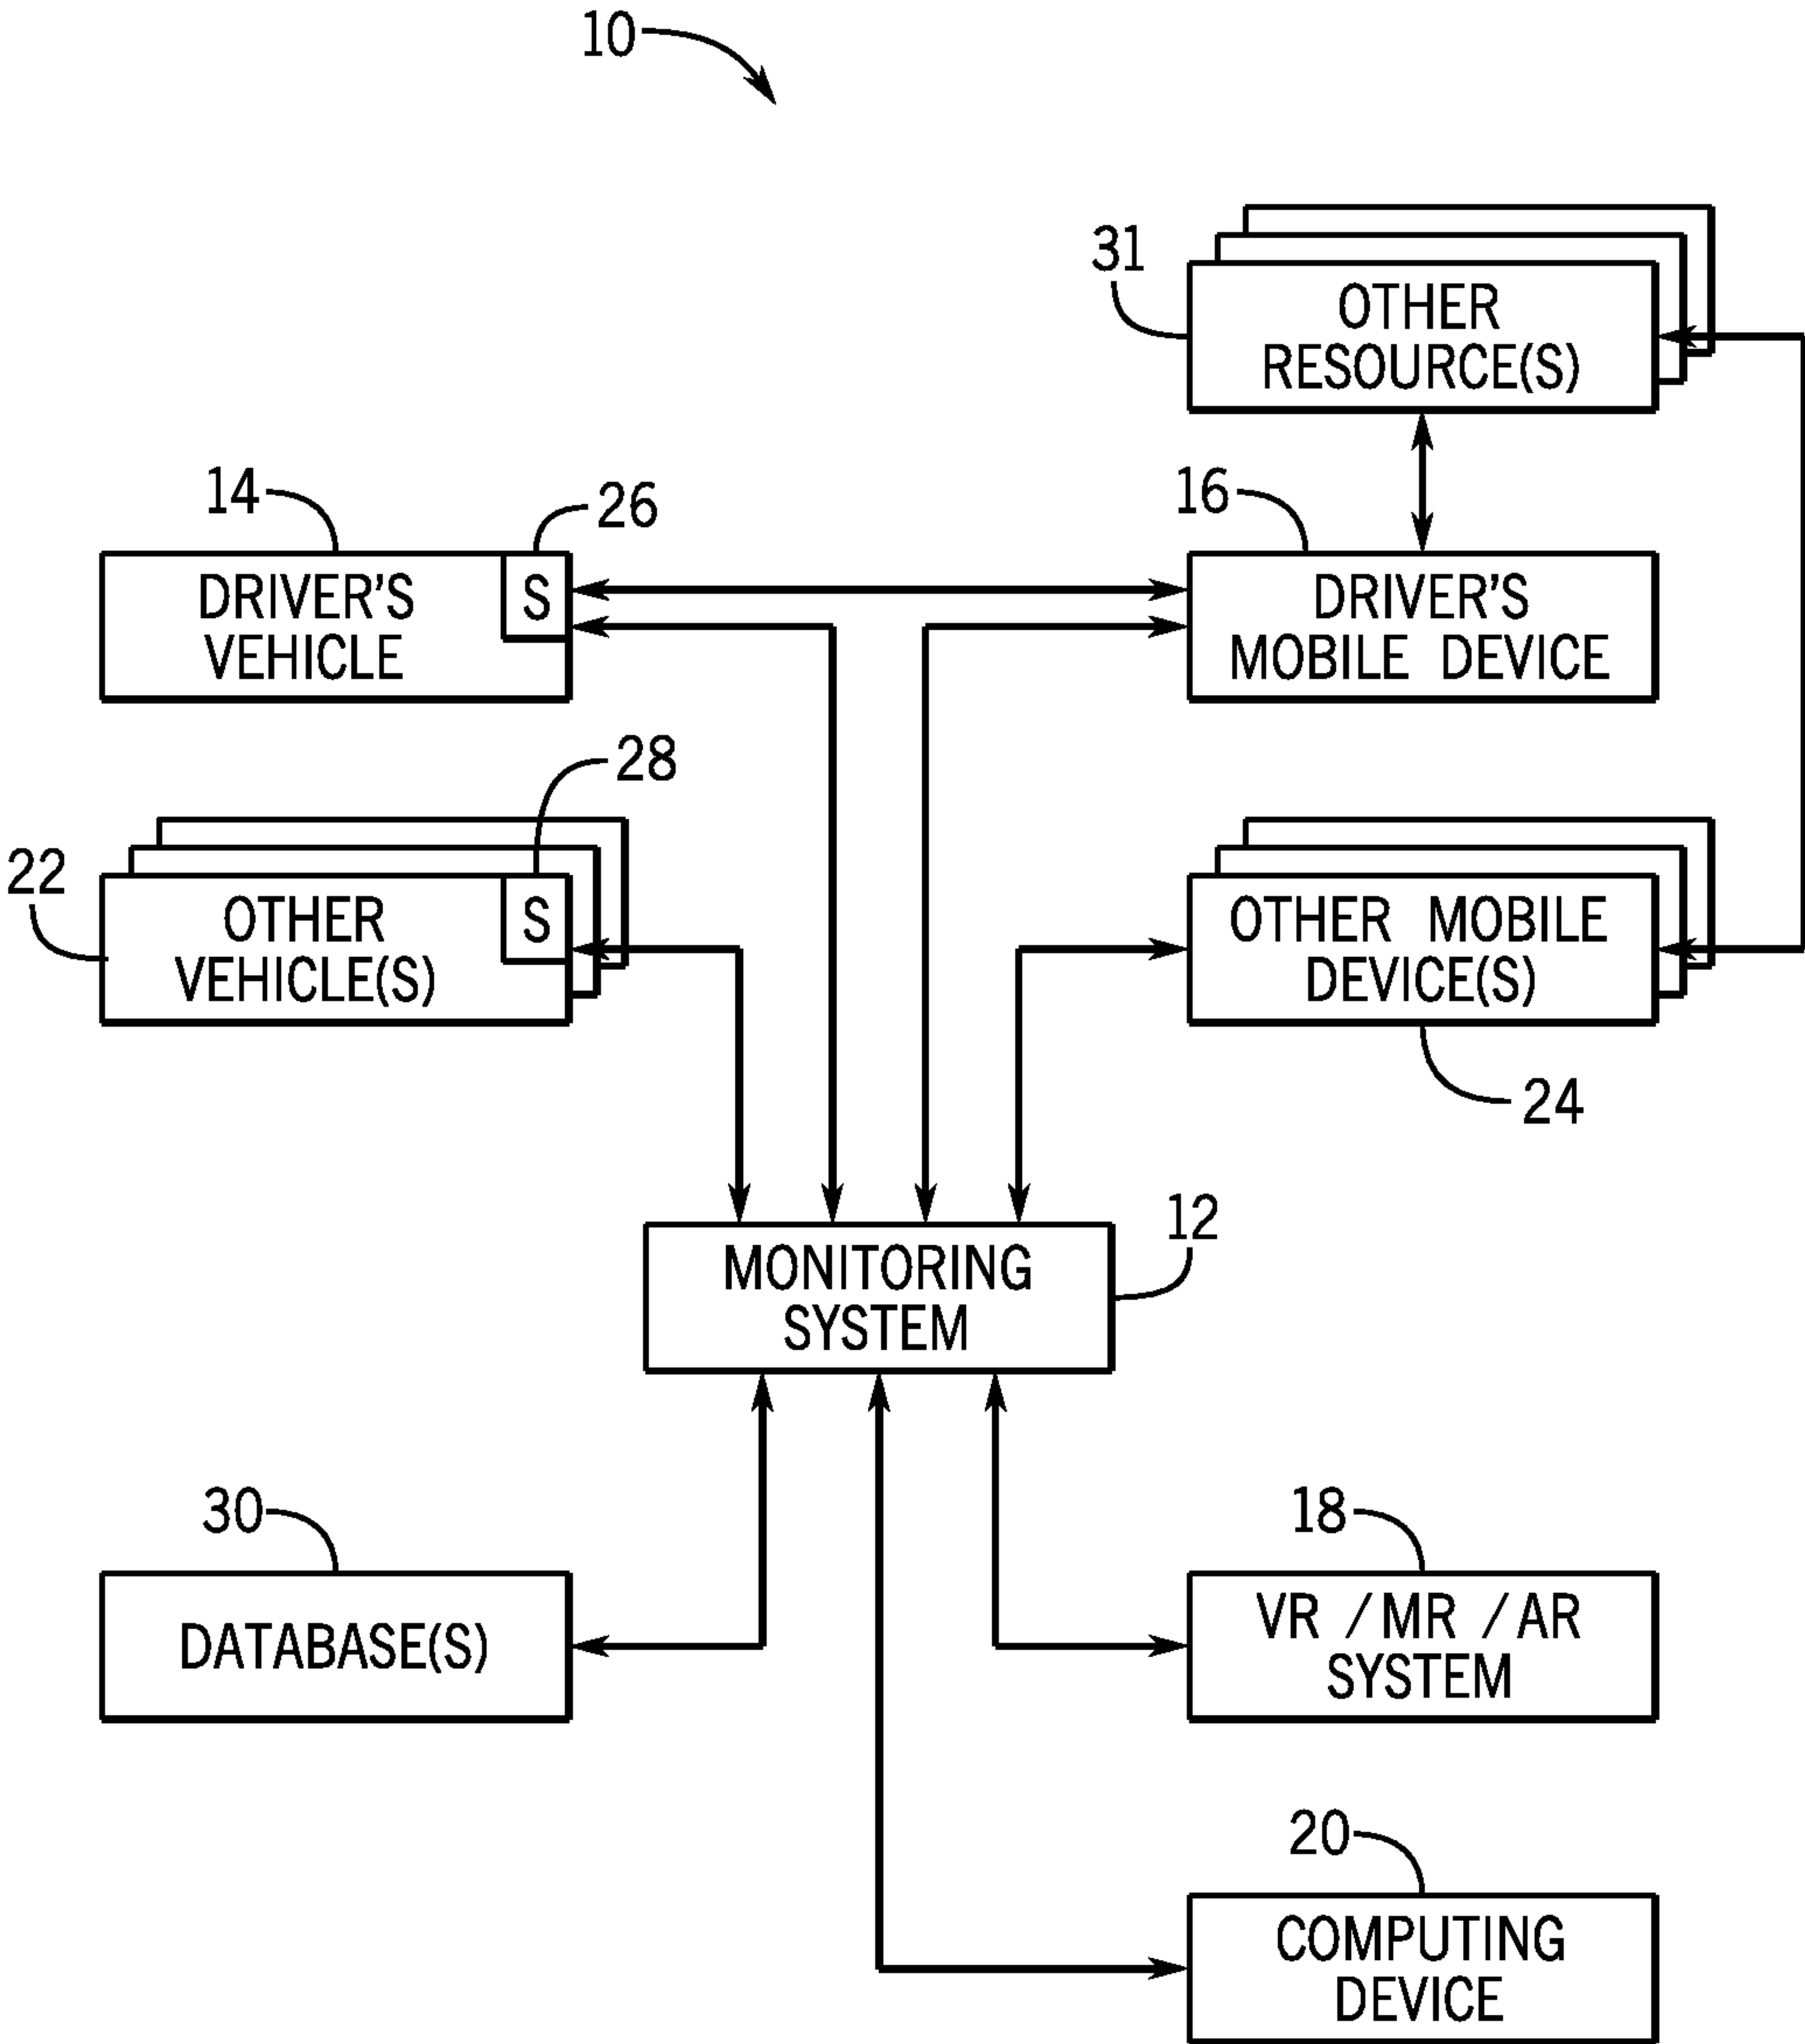 10
31
OTHER
RESOURCE(S)
14
26
16
DRIVER'S
VEHICLE
S
DRIVER'S
MOBILE DEVICE
28
22
OTHER
VEHICLE(S)
S
OTHER MOBILE
DEVICE(S)
24
12
MONITORING
SYSTEM
30
18
DATABASE(S)
VR / MR / AR
SYSTEM
20
COMPUTING
DEVICE